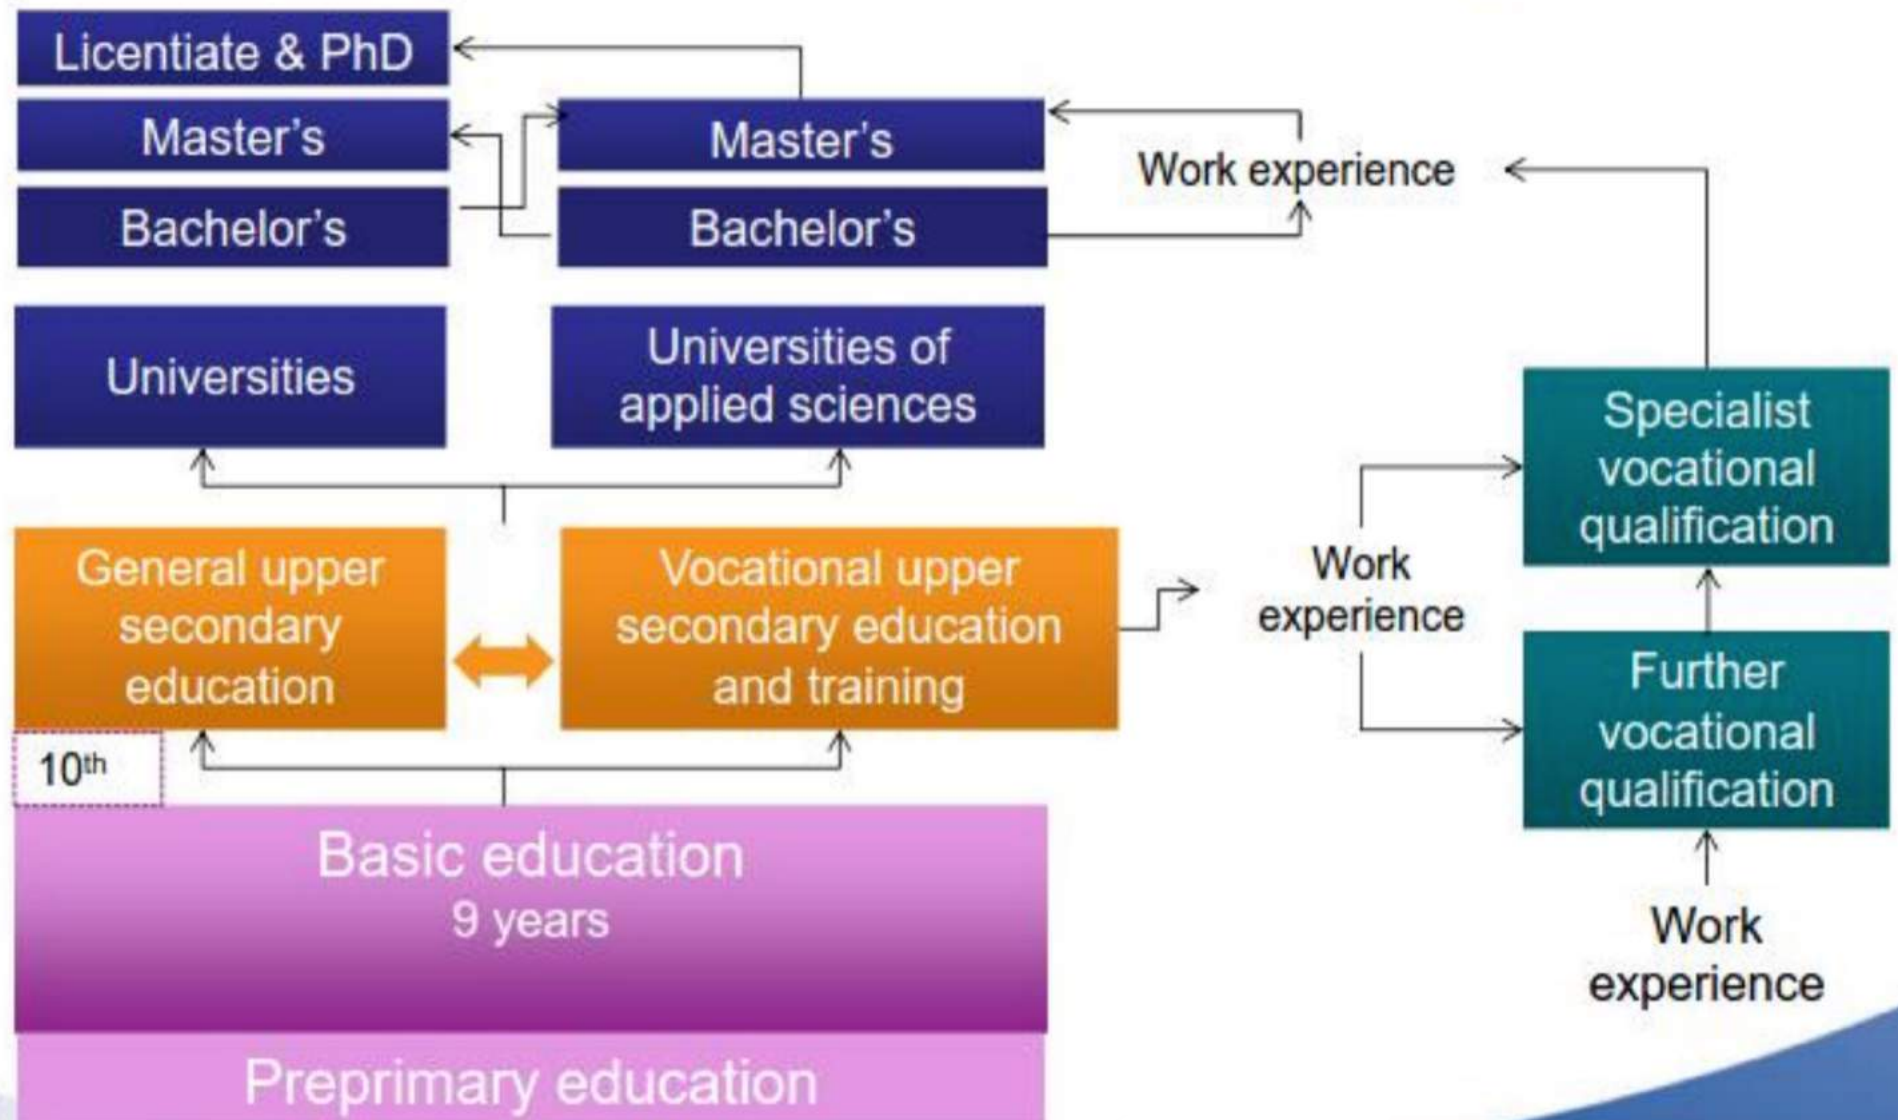 Licentiate & PhD
Master's
Bachelor's
Master's
Bachelor's
Work experience
Universities
Universities of
applied sciences
General upper
secondary
education
Vocational upper
secondary education
and training
Work
experience
Specialist
vocational
qualification
Further
vocational
qualification
Work
experience
10th
Basic education
9 years
Preprimary education